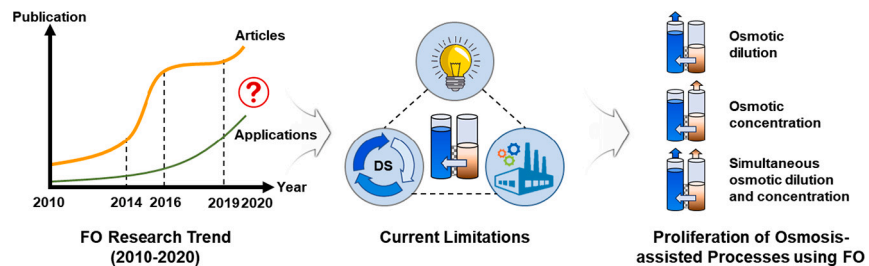 Publication
Articles
?
Applications
Year
2010
2014
2016
2019
2020
FO Research Trend
(2010-2020)
DS
Current Limitations
Osmotic
dilution
Osmotic
concentration
Simultaneous
osmotic dilution
and concentration
Proliferation of Osmosis-
assisted Processes using FO